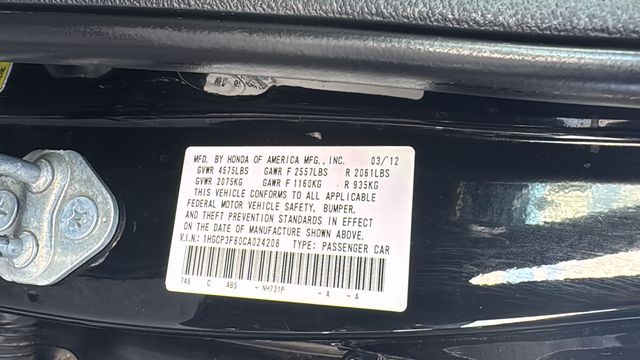 MFD. BY HONDA OF AMERICA MFG., INC. 03/12
GVWR 4575LBS GAWR F 2557LBS R 2061LBS
GVWR 2075KG GAWR F 1160KG R 935KG
THIS VEHICLE CONFORMS TO ALL APPLICABLE
FEDERAL MOTOR VEHICLE SAFETY, BUMPER,
AND THEFT PREVENTION STANDARDS IN EFFECT
ON THE DATE OF MANUFACTURE SHOWN ABOVE.
V.I.N.: 1HGCP3F80CA024208 TYPE: PASSENGER CAR
TA6 C AB5 - NH731P - A - A